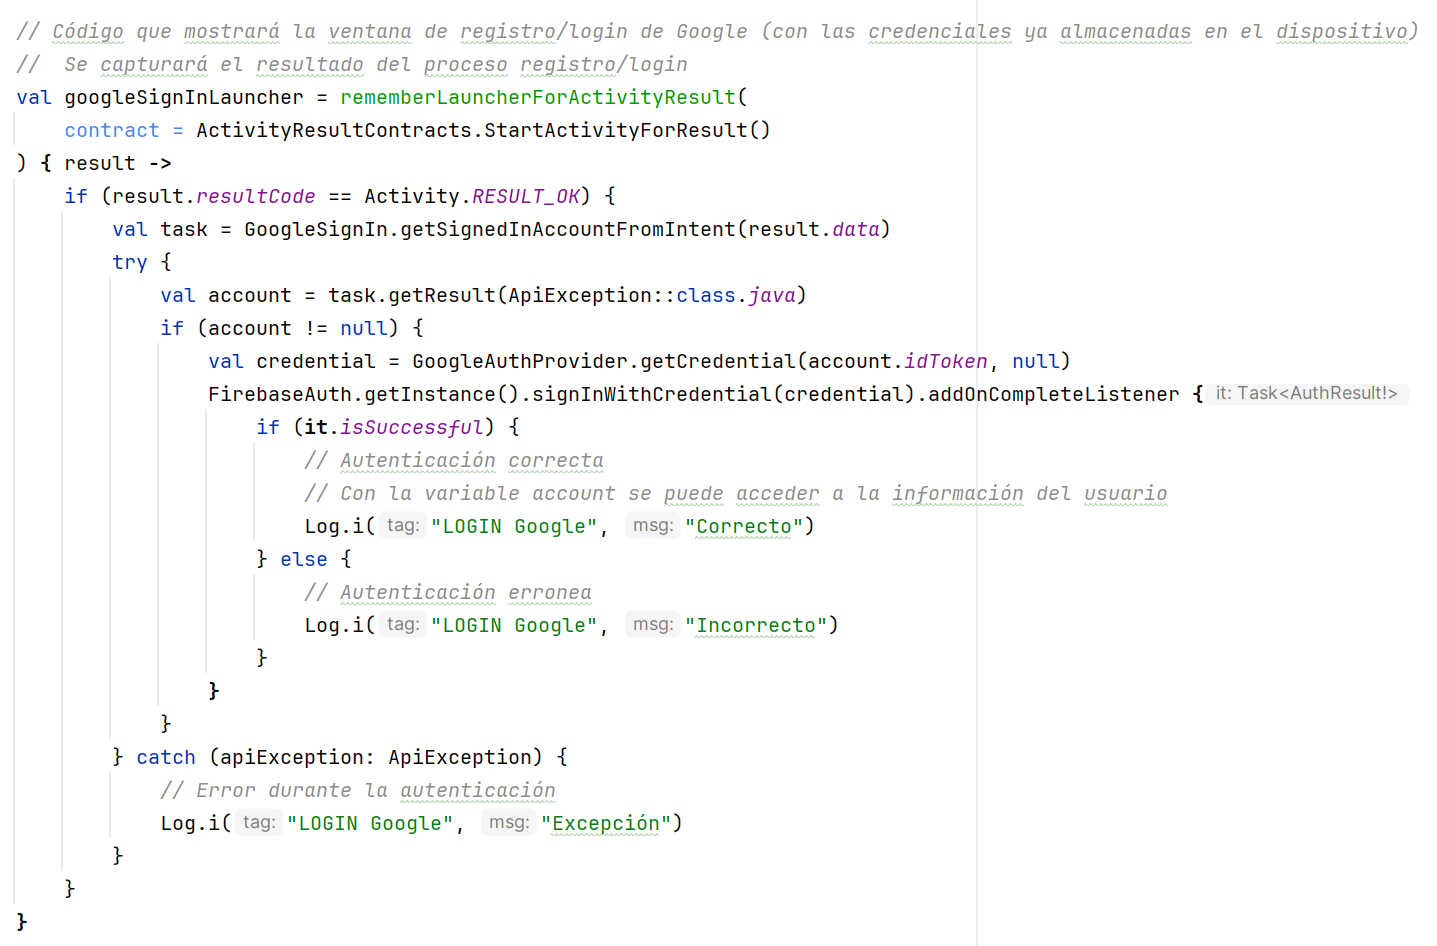 // Código que mostrará la ventana de registro/login de Google (con las credenciales ya almacenadas en el dispositivo)
//  Se capturará el resultado del proceso registro/login
val googleSignInLauncher = rememberLauncherForActivityResult(
    contract = ActivityResultContracts.StartActivityForResult()
) { result ->
    if (result.resultCode == Activity.RESULT_OK) {
        val task = GoogleSignIn.getSignedInAccountFromIntent(result.data)
        try {
            val account = task.getResult(ApiException::class.java)
            if (account != null) {
                val credential = GoogleAuthProvider.getCredential(account.idToken, null)
                FirebaseAuth.getInstance().signInWithCredential(credential).addOnCompleteListener { it: Task<AuthResult!>
                    if (it.isSuccessful) {
                        // Autenticación correcta
                        // Con la variable account se puede acceder a la información del usuario
                        Log.i( tag: "LOGIN Google",  msg: "Correcto")
                    } else {
                        // Autenticación erronea
                        Log.i( tag: "LOGIN Google",  msg: "Incorrecto")
                    }
                }
            }
        } catch (apiException: ApiException) {
            // Error durante la autenticación
            Log.i( tag: "LOGIN Google",  msg: "Excepción")
        }
    }
}